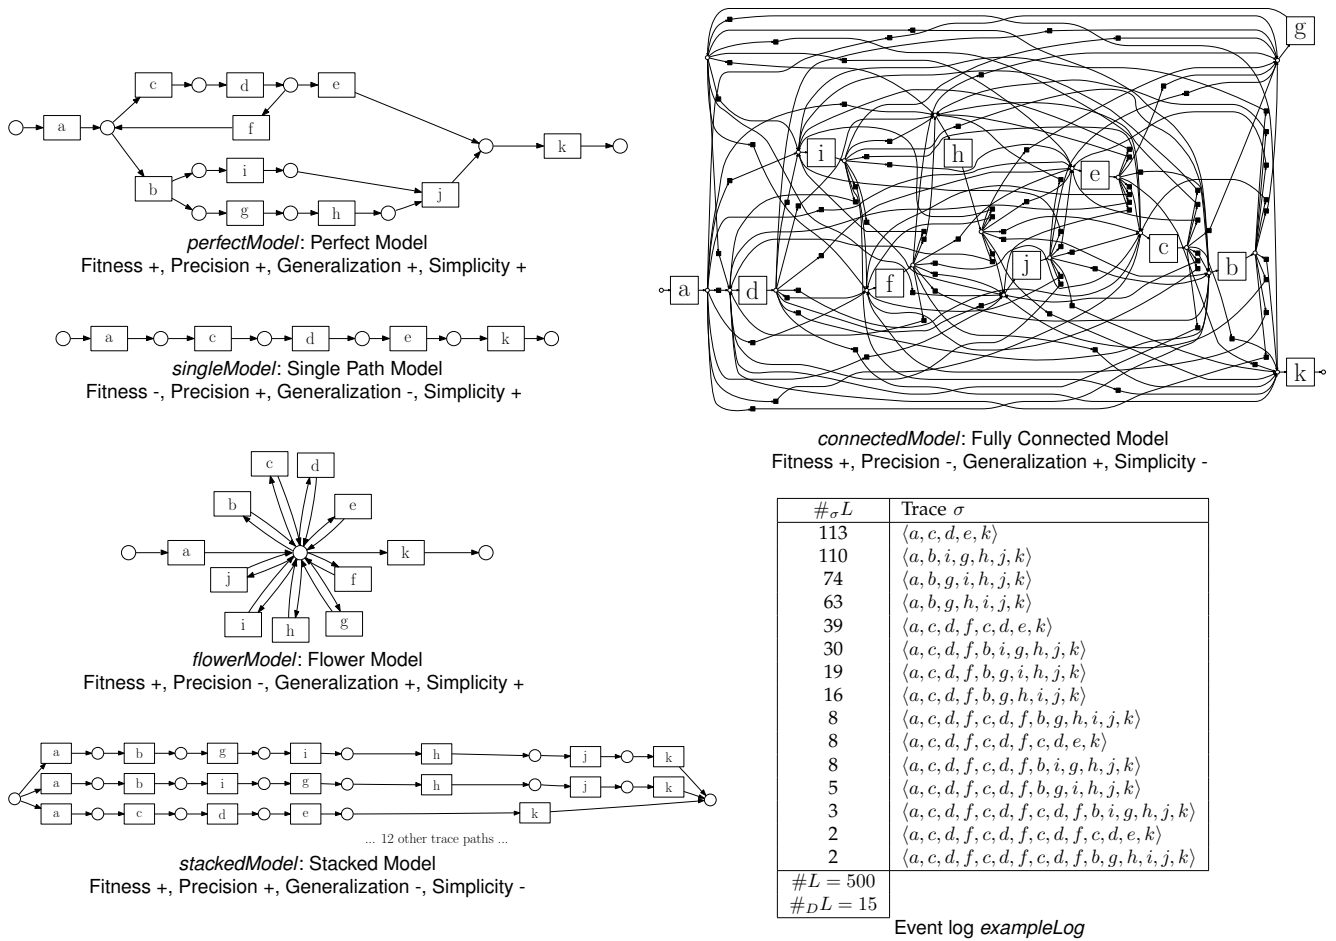 c
d
e
a
f
k
b
i
j
g
h
perfectModel: Perfect Model
Fitness +, Precision +, Generalization +, Simplicity +
a
c
d
e
k
singleModel: Single Path Model
Fitness -, Precision +, Generalization -, Simplicity +
c
d
b
e
a
k
j
f
i
h
g
flowerModel: Flower Model
Fitness +, Precision -, Generalization +, Simplicity +
a b g i h j k
a b i g h j k
a c d e k
... 12 other trace paths ...
stackedModel: Stacked Model
Fitness +, Precision +, Generalization -, Simplicity -
g
i
h
e
c
j
b
a
d
f
k
connectedModel: Fully Connected Model
Fitness +, Precision -, Generalization +, Simplicity -
#σL Trace σ
113 ⟨a, c, d, e, k⟩
110 ⟨a, b, i, g, h, j, k⟩
74 ⟨a, b, g, i, h, j, k⟩
63 ⟨a, b, g, h, i, j, k⟩
39 ⟨a, c, d, f, c, d, e, k⟩
30 ⟨a, c, d, f, b, i, g, h, j, k⟩
19 ⟨a, c, d, f, b, g, i, h, j, k⟩
16 ⟨a, c, d, f, b, g, h, i, j, k⟩
8 ⟨a, c, d, f, c, d, f, b, g, h, i, j, k⟩
8 ⟨a, c, d, f, c, d, f, c, d, e, k⟩
8 ⟨a, c, d, f, c, d, f, b, i, g, h, j, k⟩
5 ⟨a, c, d, f, c, d, f, b, g, i, h, j, k⟩
3 ⟨a, c, d, f, c, d, f, c, d, f, b, i, g, h, j, k⟩
2 ⟨a, c, d, f, c, d, f, c, d, f, c, d, e, k⟩
2 ⟨a, c, d, f, c, d, f, c, d, f, b, g, h, i, j, k⟩
#L = 500
#DL = 15
Event log exampleLog